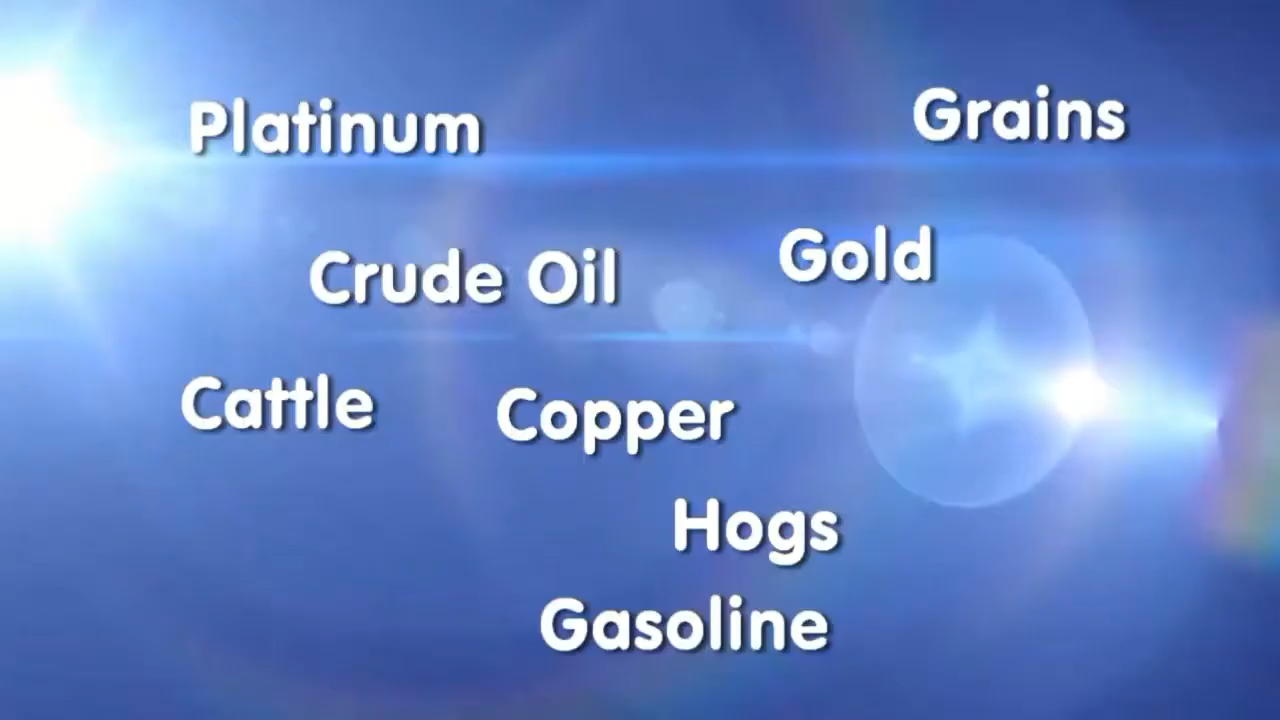 Platinum
Grains
Crude Oil
Gold
Cattle
Copper
Hogs
Gasoline